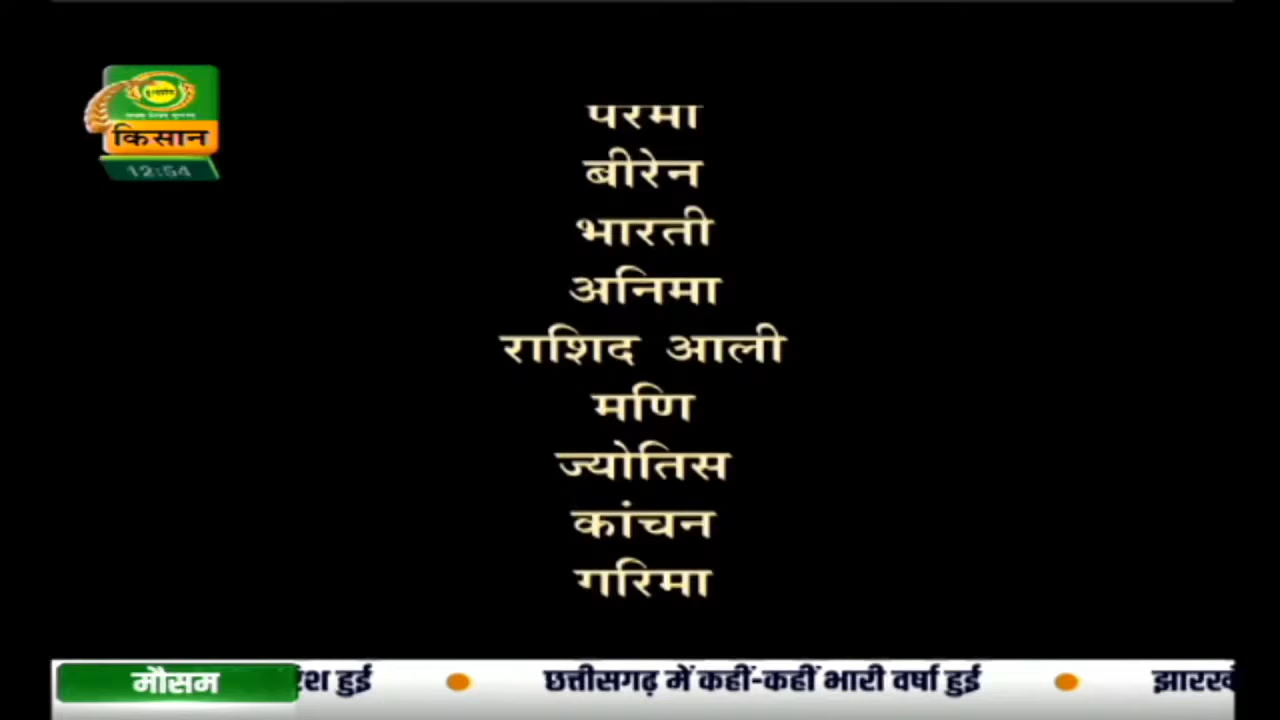 किसान
12:54
परमा
बीरेन
भारती
अनिमा
राशिद आली
मणि
ज्योतिस
कांचन
गरिमा
मौसम
हुई छत्तीसगढ़ में कहीं-कहीं भारी वर्षा हुई